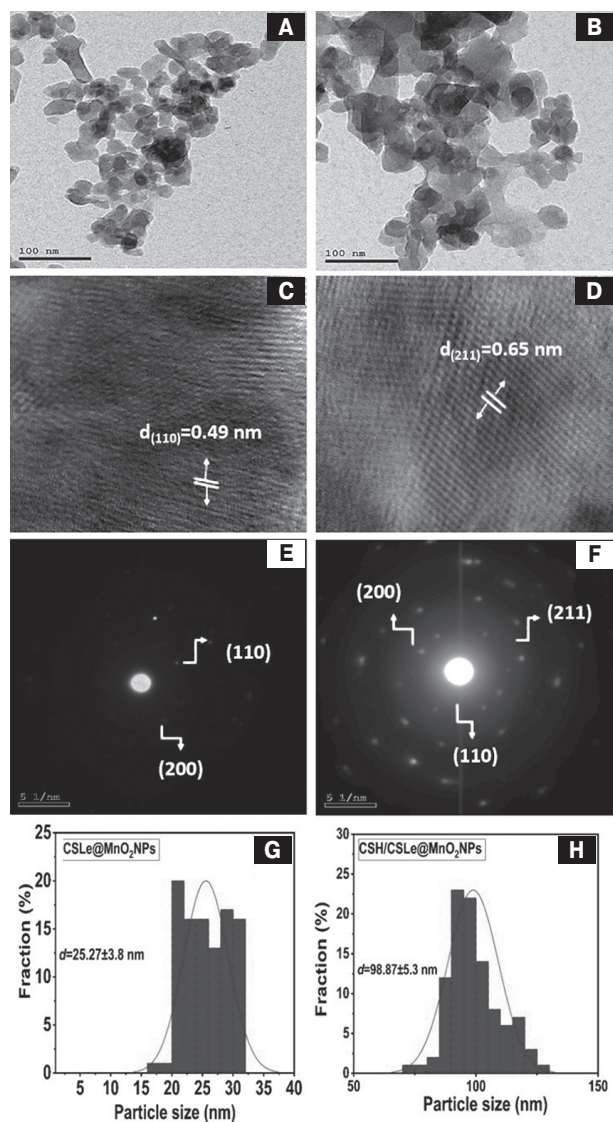 A
100 nm
B
100 nm
C
d(110)=0.49 nm
D
d(211)=0.65 nm
E
(110)
(200)
5 1/nm
F
(200)
(211)
(110)
5 1/nm
G
CSLe@MnO2NPs
d=25.27±3.8 nm
Fraction (%)
25
20
15
10
5
0
5 10 15 20 25 30 35 40
Particle size (nm)
H
CSH/CSLe@MnO2NPs
d=98.87±5.3 nm
Fraction (%)
30
25
20
15
10
5
0
50 100 150
Particle size (nm)